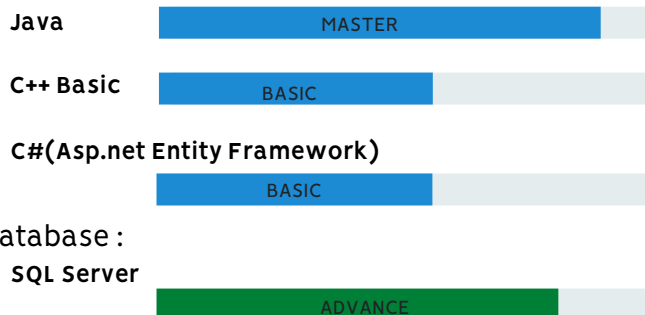 Java
MASTER
C++ Basic
BASIC
C#(Asp.net Entity Framework)
BASIC
atabase :
SQL Server
ADVANCE